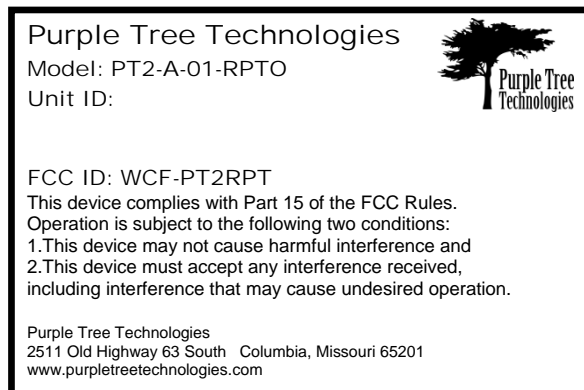 Purple Tree Technologies
Model: PT2-A-01-RPTO
Unit ID:
Purple Tree
Technologies
FCC ID: WCF-PT2RPT
This device complies with Part 15 of the FCC Rules.
Operation is subject to the following two conditions:
1.This device may not cause harmful interference and
2.This device must accept any interference received,
including interference that may cause undesired operation.
Purple Tree Technologies
2511 Old Highway 63 South   Columbia, Missouri 65201
www.purpletreetechnologies.com